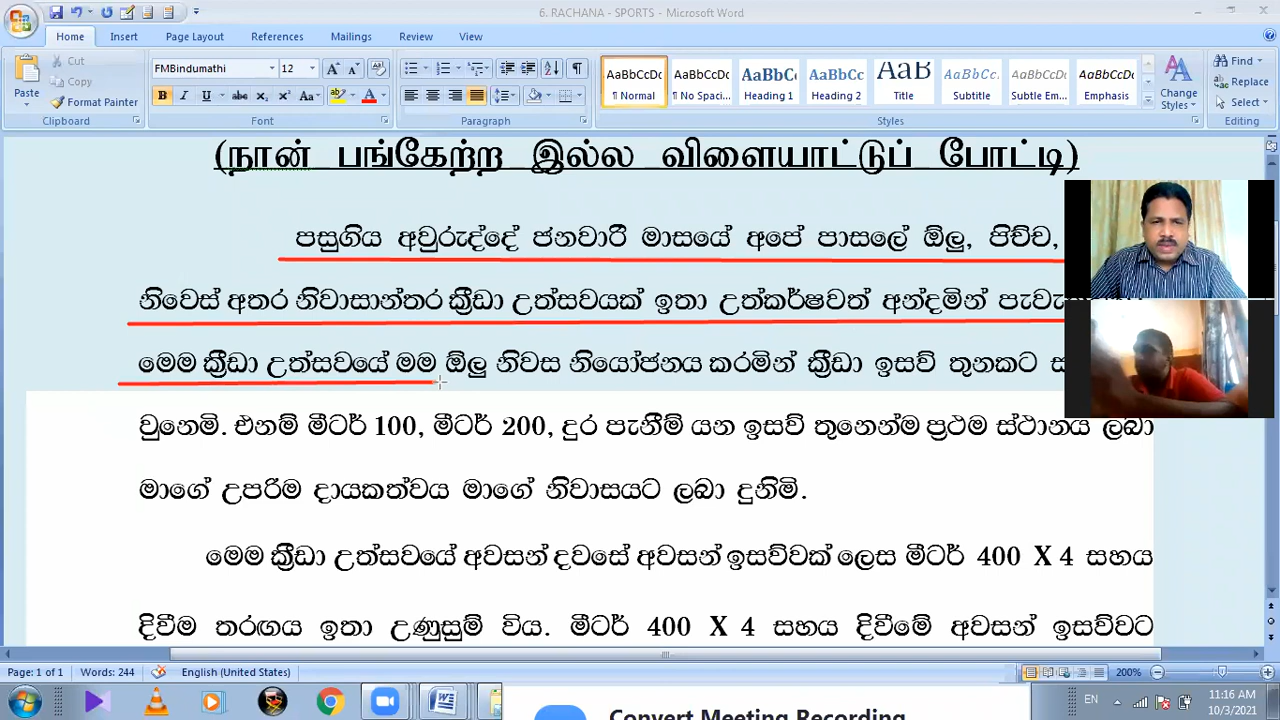 6. RACHANA - SPORTS - Microsoft Word
Home Insert Page Layout References Mailings Review View
Cut
Copy
Format Painter
Paste
Clipboard
FMBindumathi 12
Font
Paragraph
AaBbCcDc AaBbCcDc AaBbC AaBbCc AaB AaBbCc. AaBbCcDc AaBbCcDc
¶ Normal ¶ No Spaci... Heading 1 Heading 2 Title Subtitle Subtle Em... Emphasis
Change Styles
Styles
Find
Replace
Select
Editing
(நான் பங்கேற்ற இல்ல விளையாட்டுப் போட்டி)
පසුගිය අවුරුද්දේ ජනවාරී මාසයේ අපේ පාසලේ ඕලු, පිච්ච,
නිවෙස් අතර නිවාසාන්තර ක්‍රීඩා උත්සවයක් ඉතා උත්කර්ෂවත් අන්දමින්
මෙම ක්‍රීඩා උත්සවයේ මම ඕලු නිවස නියෝජනය කරමින් ක්‍රීඩා ඉසව් තුනකට
වුනෙමි. එනම් මීටර් 100, මීටර් 200, දුර පැනීම් යන ඉසව් තුනෙන්ම ප්‍රථම ස්ථානය ලබා
මාගේ උපරිම දායකත්වය මාගේ නිවාසයට ලබා දුනිමි.
මෙම ක්‍රීඩා උත්සවයේ අවසන් දවසේ අවසන් ඉසව්වක් ලෙස මීටර් 400 X 4 සහය
දිවීම තරඟය ඉතා උණුසුම් විය. මීටර් 400 X 4 සහය දිවීමේ අවසන් ඉසව්වට
Page: 1 of 1 Words: 244 English (United States) 200%
Convert Meeting Recording
EN 11:16 AM
10/3/2021